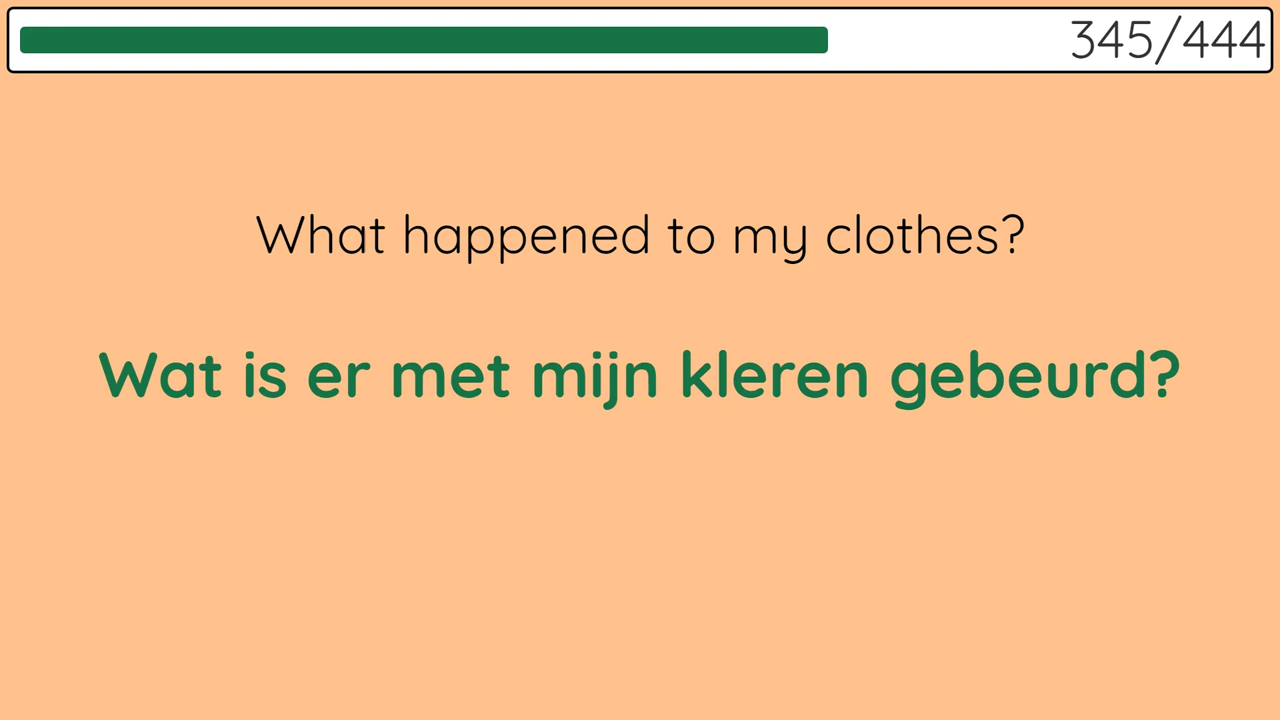 345/444
What happened to my clothes?
Wat is er met mijn kleren gebeurd?